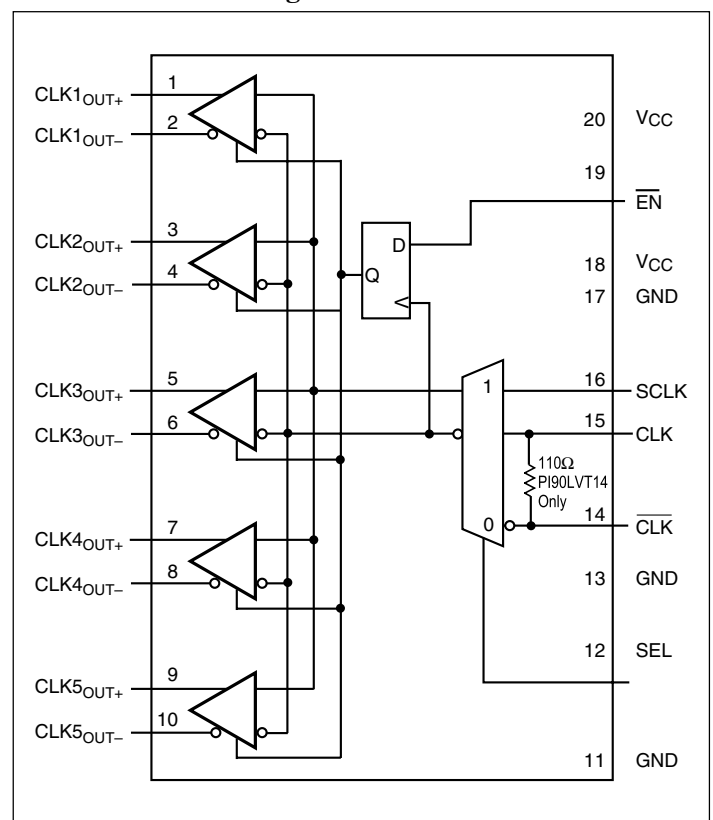 g
CLK1OUT+ 1
CLK1OUT– 2
CLK2OUT+ 3
CLK2OUT– 4
CLK3OUT+ 5
CLK3OUT– 6
CLK4OUT+ 7
CLK4OUT– 8
CLK5OUT+ 9
CLK5OUT– 10
D
Q
1
0
110Ω
PI90LVT14
Only
20 VCC
19 E̅N̅
18 VCC
17 GND
16 SCLK
15 CLK
14 C̅L̅K̅
13 GND
12 SEL
11 GND